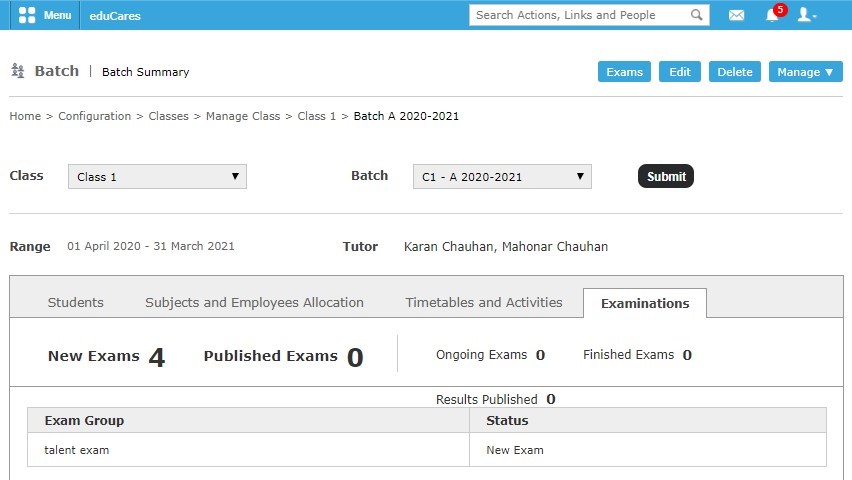 Menu eduCares Search Actions, Links and People 5
Batch | Batch Summary Exams Edit Delete Manage ▼
Home > Configuration > Classes > Manage Class > Class 1 > Batch A 2020-2021
Class Class 1 Batch C1 - A 2020-2021 Submit
Range 01 April 2020 - 31 March 2021 Tutor Karan Chauhan, Mahonar Chauhan
Students Subjects and Employees Allocation Timetables and Activities Examinations
New Exams 4 Published Exams 0 Ongoing Exams 0 Finished Exams 0
Results Published 0
Exam Group Status
talent exam New Exam